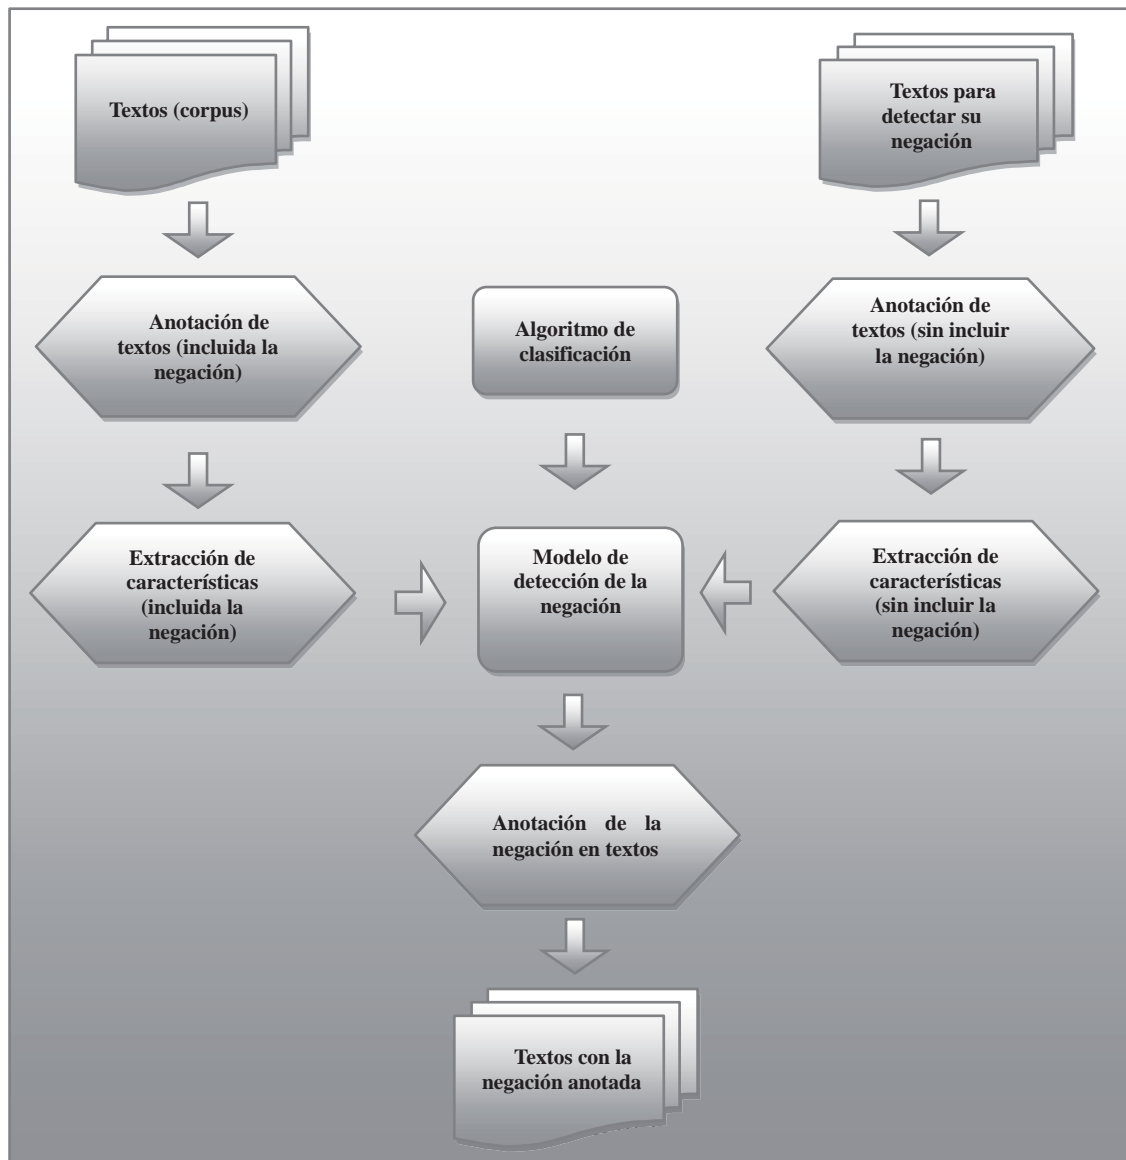 Textos (corpus)
Textos para
detectar su
negación
Anotación de
textos (incluida la
negación)
Algoritmo de
clasificación
Anotación de
textos (sin incluir
la negación)
Extracción de
características
(incluida la
negación)
Modelo de
detección de la
negación
Extracción de
características
(sin incluir la
negación)
Anotación de la
negación en textos
Textos con la
negación anotada